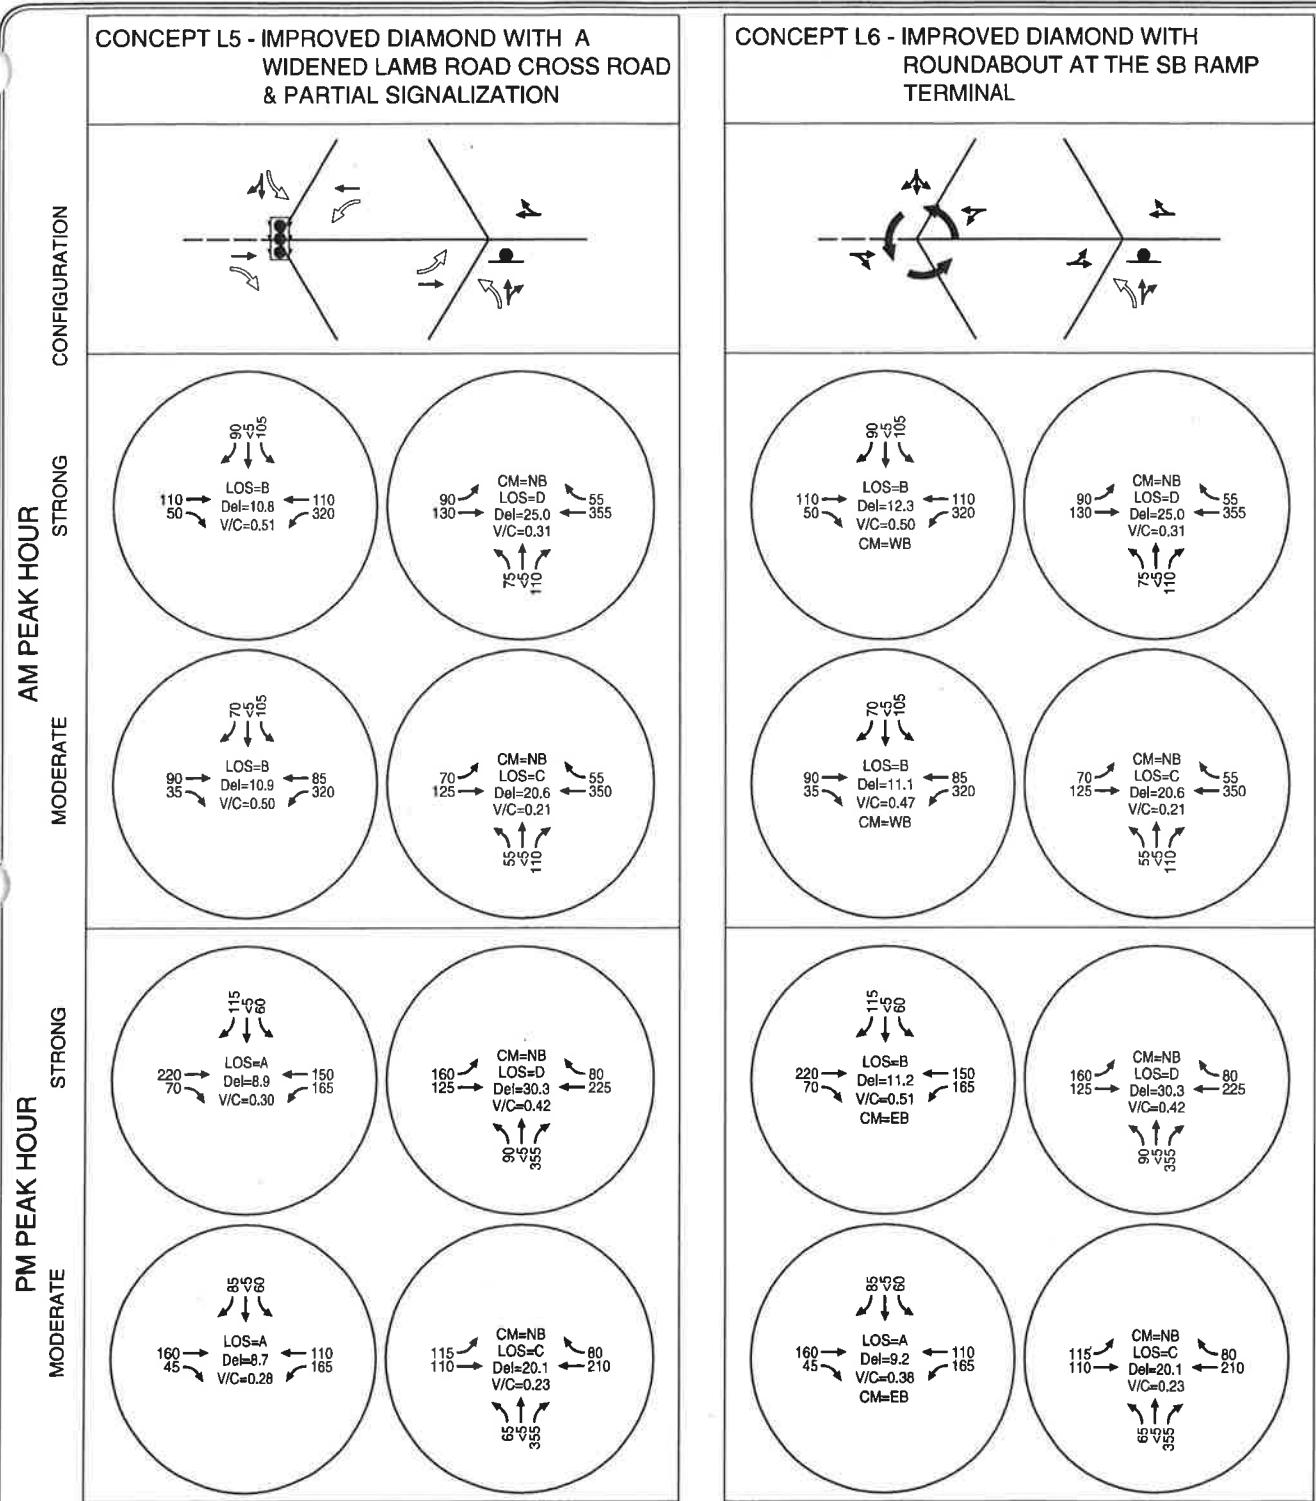 CONCEPT L5 - IMPROVED DIAMOND WITH A
WIDENED LAMB ROAD CROSS ROAD
& PARTIAL SIGNALIZATION
CONCEPT L6 - IMPROVED DIAMOND WITH
ROUNDABOUT AT THE SB RAMP
TERMINAL
CONFIGURATION
AM PEAK HOUR
STRONG
90 <5 105
110 LOS=B 110
50 Del=10.8 320
V/C=0.51
CM=NB
90 LOS=D 55
130 Del=25.0 355
V/C=0.31
75 <5 110
90 <5 105
110 LOS=B 110
50 Del=12.3 320
V/C=0.50
CM=WB
CM=NB
90 LOS=D 55
130 Del=25.0 355
V/C=0.31
75 <5 110
MODERATE
70 <5 105
LOS=B
90 Del=10.9 85
35 V/C=0.50 320
CM=NB
70 LOS=C 55
125 Del=20.6 350
V/C=0.21
55 <5 110
70 <5 105
LOS=B
90 Del=11.1 85
35 V/C=0.47 320
CM=WB
CM=NB
70 LOS=C 55
125 Del=20.6 350
V/C=0.21
55 <5 110
PM PEAK HOUR
STRONG
115 <5 60
LOS=A
220 Del=8.9 150
70 V/C=0.30 165
CM=NB
160 LOS=D 80
125 Del=30.3 225
V/C=0.42
90 <5 355
115 <5 60
LOS=B
220 Del=11.2 150
70 V/C=0.51 165
CM=EB
CM=NB
160 LOS=D 80
125 Del=30.3 225
V/C=0.42
90 <5 355
MODERATE
85 <5 60
LOS=A
160 Del=8.7 110
45 V/C=0.28 165
CM=NB
115 LOS=C 80
110 Del=20.1 210
V/C=0.23
65 <5 355
85 <5 60
LOS=A
160 Del=9.2 110
45 V/C=0.38 165
CM=EB
CM=NB
115 LOS=C 80
110 Del=20.1 210
V/C=0.23
65 <5 355